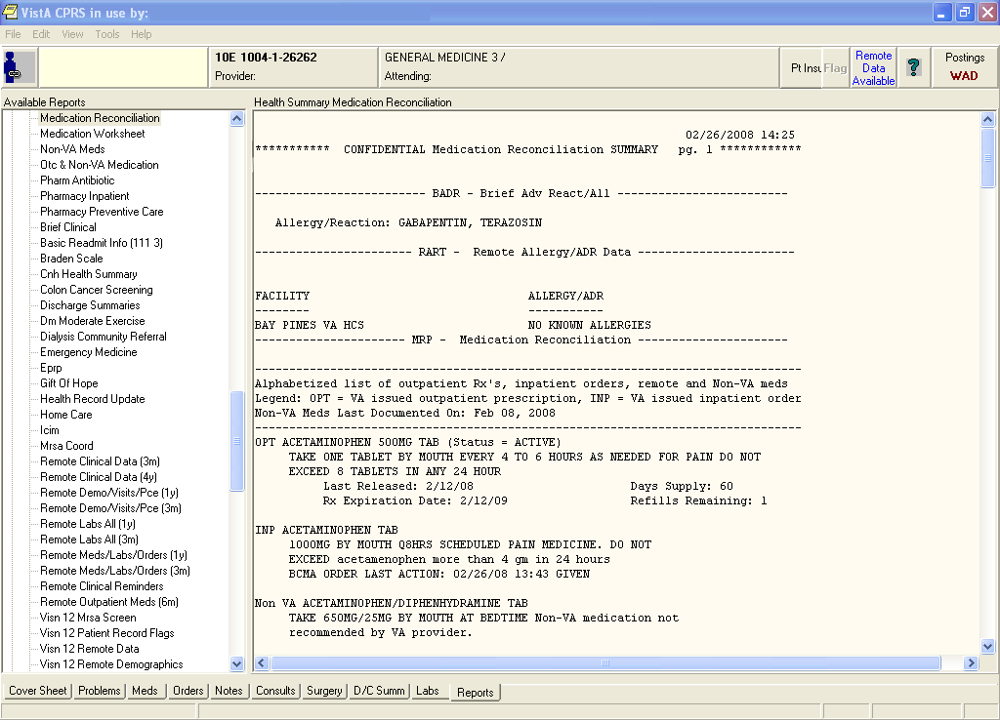 VistA CPRS in use by:
File Edit View Tools Help
10E 1004-1-26262
Provider:
GENERAL MEDICINE 3 /
Attending:
Pt Insu
Flag
Remote
Data
Available
?
Postings
WAD
Available Reports
Medication Reconciliation
Medication Worksheet
Non-VA Meds
Otc & Non-VA Medication
Pharm Antibiotic
Pharmacy Inpatient
Pharmacy Preventive Care
Brief Clinical
Basic Readmit Info (111 3)
Braden Scale
Cnh Health Summary
Colon Cancer Screening
Discharge Summaries
Dm Moderate Exercise
Dialysis Community Referral
Emergency Medicine
Eprp
Gift Of Hope
Health Record Update
Home Care
Icim
Mrsa Coord
Remote Clinical Data (3m)
Remote Clinical Data (4y)
Remote Demo/Visits/Pce (1y)
Remote Demo/Visits/Pce (3m)
Remote Labs All (1y)
Remote Labs All (3m)
Remote Meds/Labs/Orders (1y)
Remote Meds/Labs/Orders (3m)
Remote Clinical Reminders
Remote Outpatient Meds (6m)
Visn 12 Mrsa Screen
Visn 12 Patient Record Flags
Visn 12 Remote Data
Visn 12 Remote Demographics
Health Summary Medication Reconciliation
02/26/2008 14:25
*********** CONFIDENTIAL Medication Reconciliation SUMMARY pg. 1 ************
------------------------- BADR - Brief Adv React/All -------------------------
Allergy/Reaction: GABAPENTIN, TERAZOSIN
----------------------- RART - Remote Allergy/ADR Data -----------------------
FACILITY ALLERGY/ADR
-------- -----------
BAY PINES VA HCS NO KNOWN ALLERGIES
---------------------- MRP - Medication Reconciliation ----------------------
--------------------------------------------------------------------------------
Alphabetized list of outpatient Rx's, inpatient orders, remote and Non-VA meds
Legend: OPT = VA issued outpatient prescription, INP = VA issued inpatient order
Non-VA Meds Last Documented On: Feb 08, 2008
--------------------------------------------------------------------------------
OPT ACETAMINOPHEN 500MG TAB (Status = ACTIVE)
TAKE ONE TABLET BY MOUTH EVERY 4 TO 6 HOURS AS NEEDED FOR PAIN DO NOT
EXCEED 8 TABLETS IN ANY 24 HOUR
Last Released: 2/12/08 Days Supply: 60
Rx Expiration Date: 2/12/09 Refills Remaining: 1
INP ACETAMINOPHEN TAB
1000MG BY MOUTH Q8HRS SCHEDULED PAIN MEDICINE. DO NOT
EXCEED acetamenophen more than 4 gm in 24 hours
BCMA ORDER LAST ACTION: 02/26/08 13:43 GIVEN
Non VA ACETAMINOPHEN/DIPHENHYDRAMINE TAB
TAKE 650MG/25MG BY MOUTH AT BEDTIME Non-VA medication not
recommended by VA provider.
Cover Sheet Problems Meds Orders Notes Consults Surgery D/C Summ Labs Reports